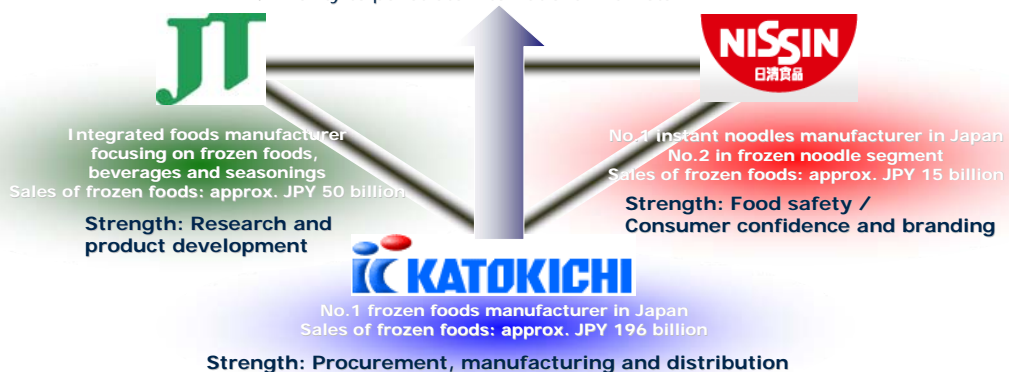 JT
NISSIN
日清食品
Integrated foods manufacturer
focusing on frozen foods,
beverages and seasonings
Sales of frozen foods: approx. JPY 50 billion
Strength: Research and
product development
No.1 instant noodles manufacturer in Japan
No.2 in frozen noodle segment
Sales of frozen foods: approx. JPY 15 billion
Strength: Food safety /
Consumer confidence and branding
KATOKICHI
No.1 frozen foods manufacturer in Japan
Sales of frozen foods: approx. JPY 196 billion
Strength: Procurement, manufacturing and distribution